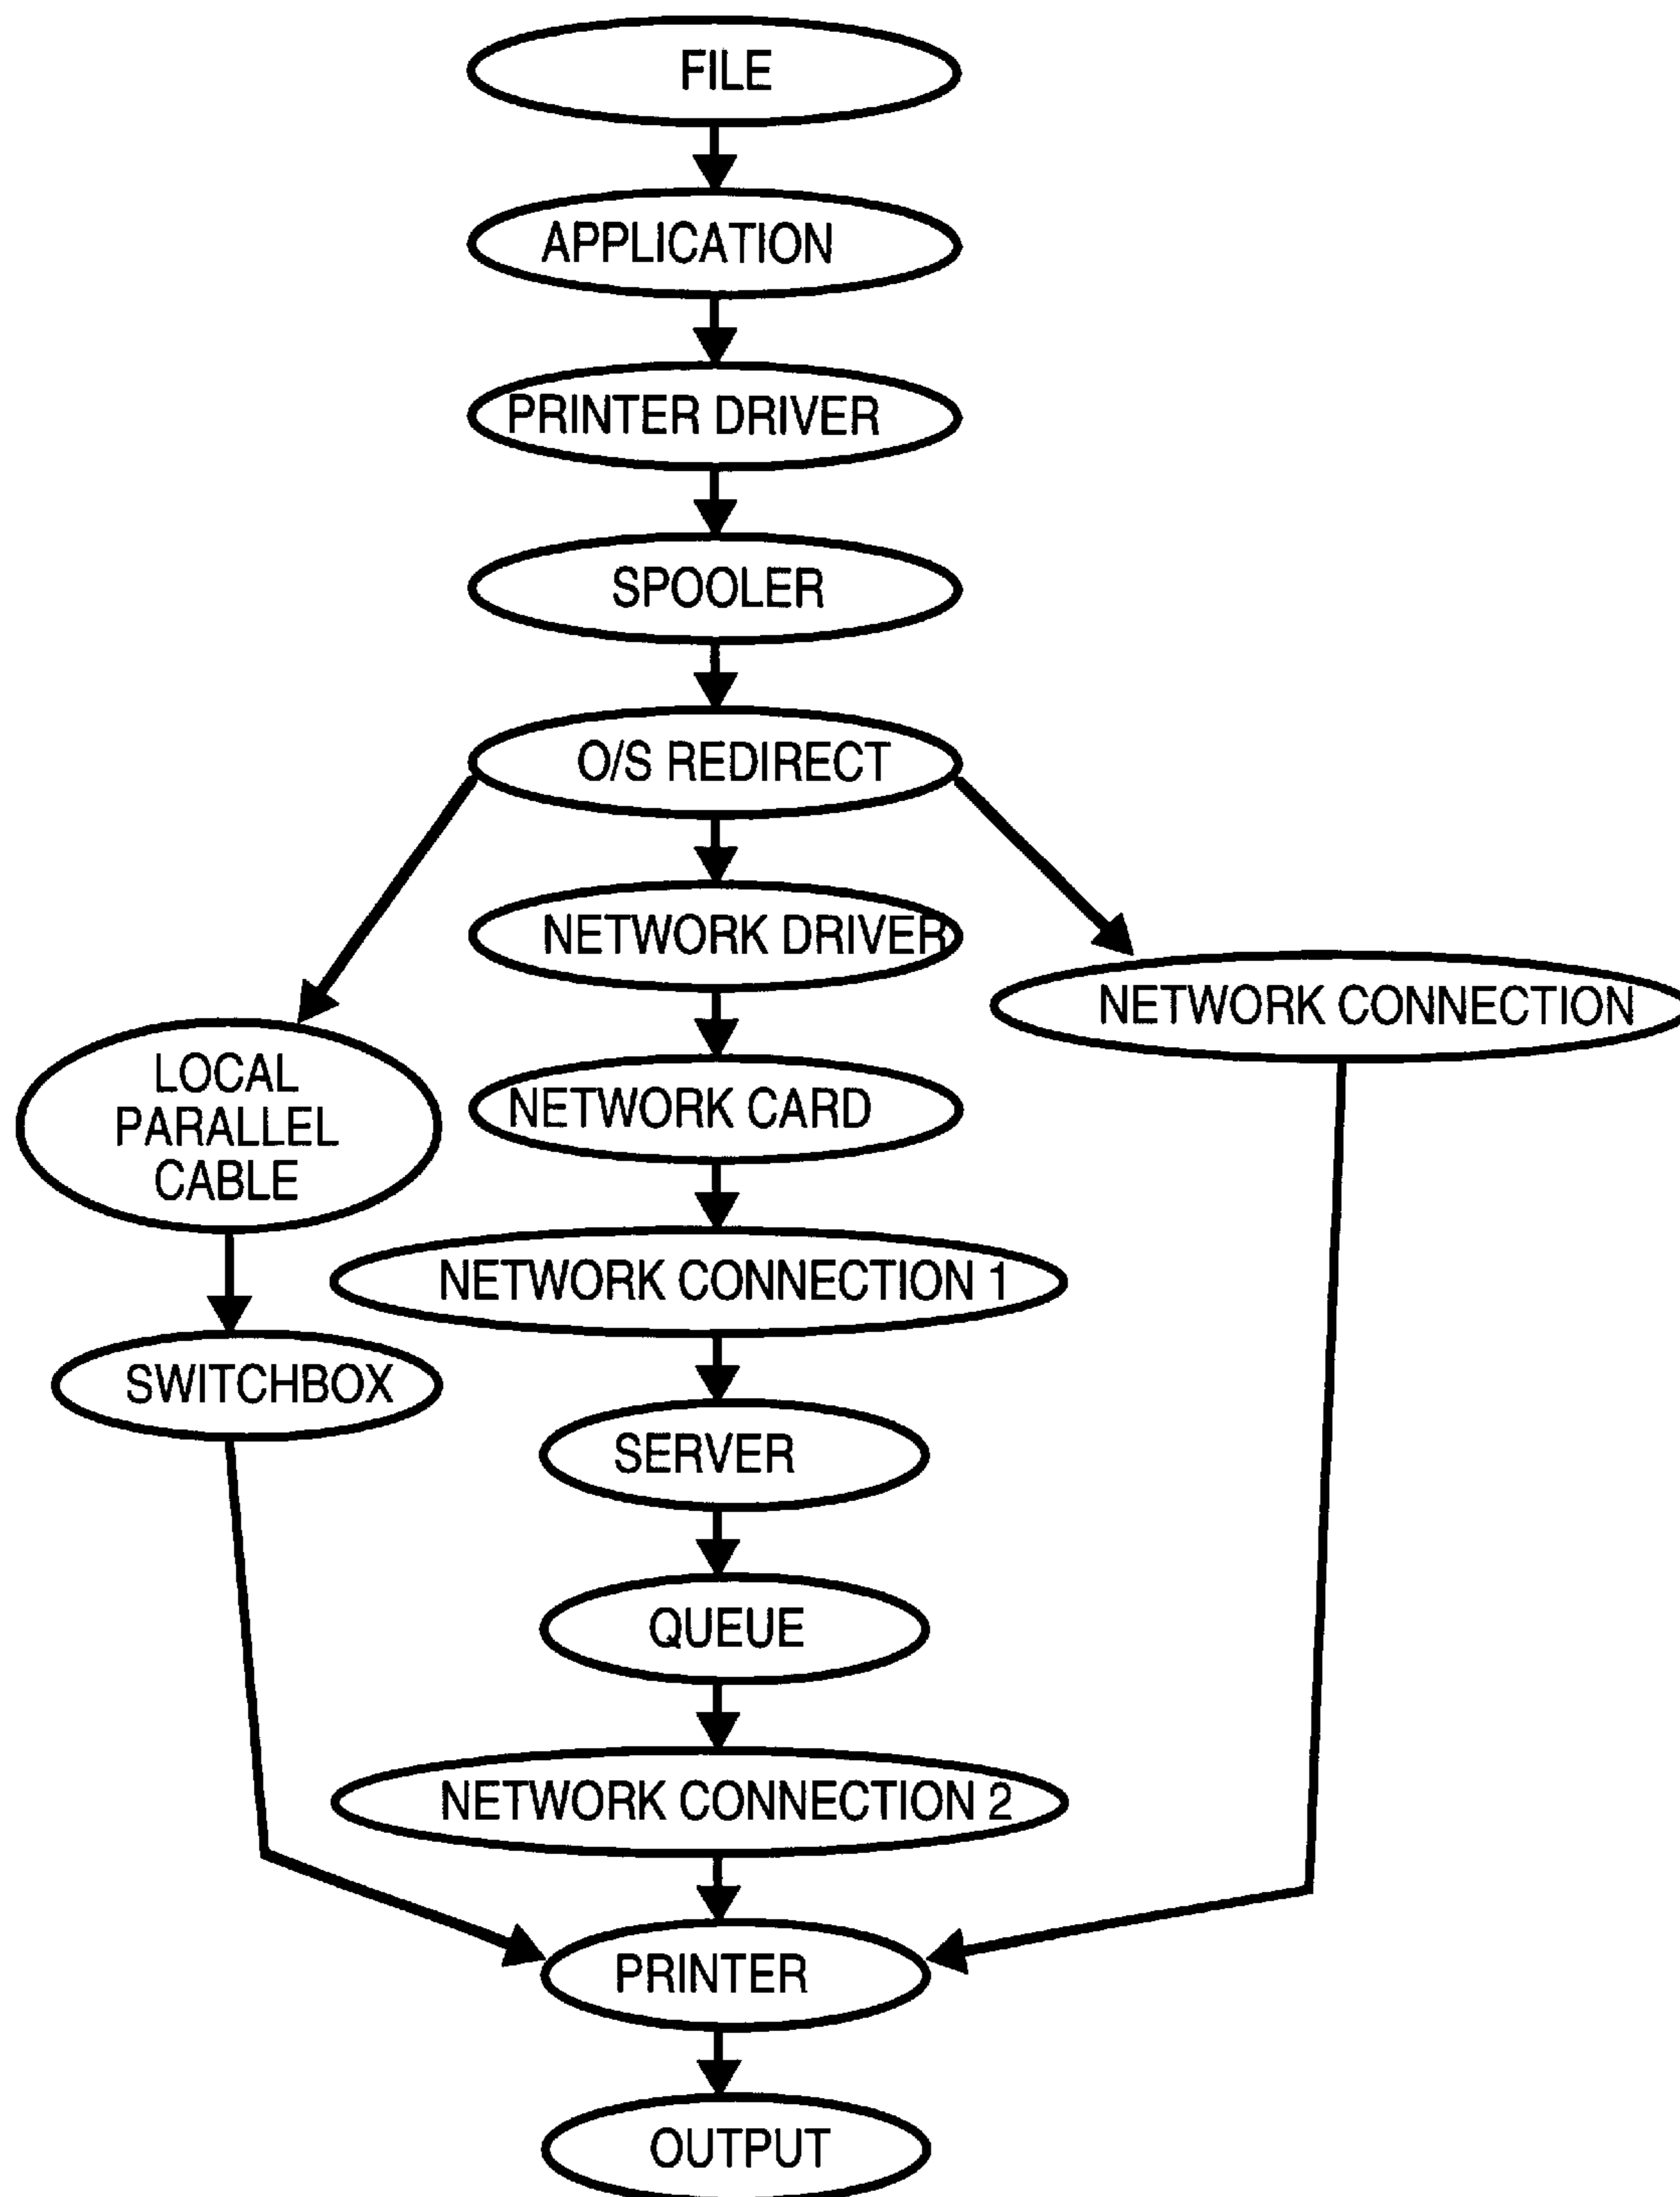 FILE
APPLICATION
PRINTER DRIVER
SPOOLER
O/S REDIRECT
NETWORK DRIVER
NETWORK CONNECTION
LOCAL
PARALLEL
CABLE
NETWORK CARD
NETWORK CONNECTION 1
SWITCHBOX
SERVER
QUEUE
NETWORK CONNECTION 2
PRINTER
OUTPUT